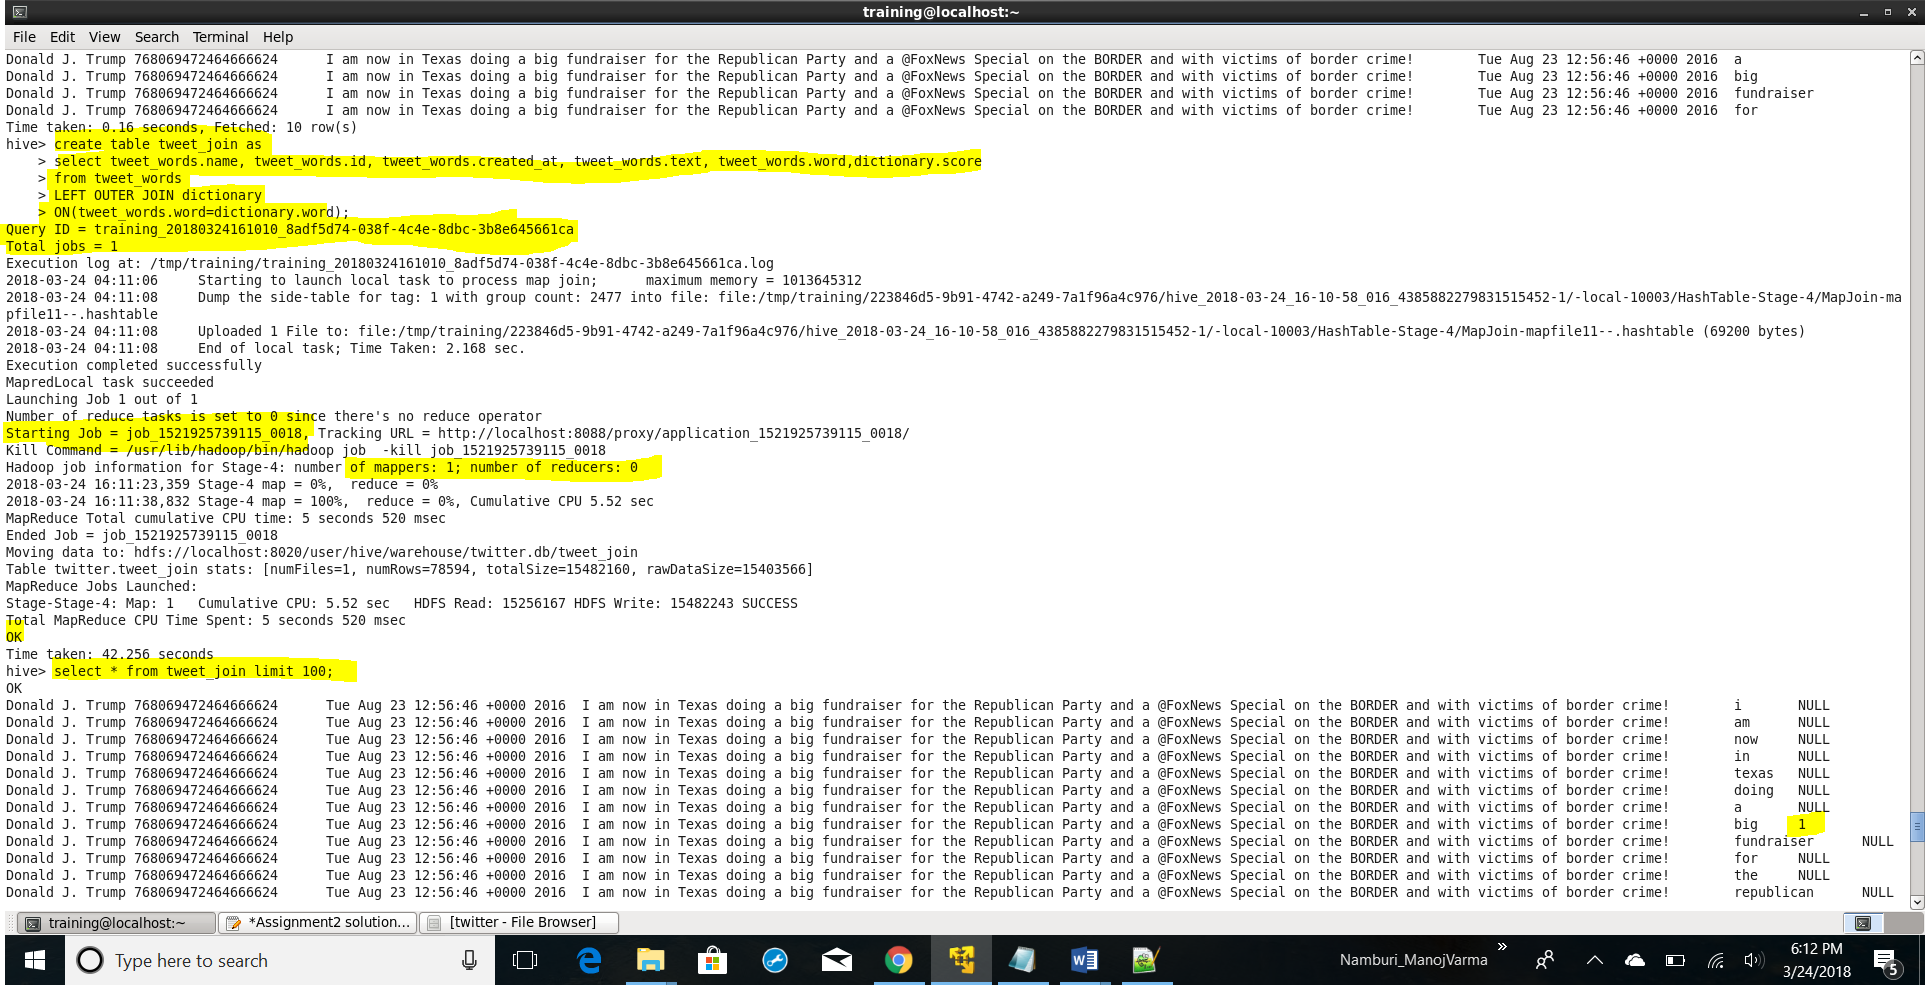 training@localhost:~
File Edit View Search Terminal Help
Donald J. Trump 768069472464666624 I am now in Texas doing a big fundraiser for the Republican Party and a @FoxNews Special on the BORDER and with victims of border crime! Tue Aug 23 12:56:46 +0000 2016 a
Donald J. Trump 768069472464666624 I am now in Texas doing a big fundraiser for the Republican Party and a @FoxNews Special on the BORDER and with victims of border crime! Tue Aug 23 12:56:46 +0000 2016 big
Donald J. Trump 768069472464666624 I am now in Texas doing a big fundraiser for the Republican Party and a @FoxNews Special on the BORDER and with victims of border crime! Tue Aug 23 12:56:46 +0000 2016 fundraiser
Donald J. Trump 768069472464666624 I am now in Texas doing a big fundraiser for the Republican Party and a @FoxNews Special on the BORDER and with victims of border crime! Tue Aug 23 12:56:46 +0000 2016 for
Time taken: 0.16 seconds, Fetched: 10 row(s)
hive> create table tweet_join as
> select tweet_words.name, tweet_words.id, tweet_words.created_at, tweet_words.text, tweet_words.word,dictionary.score
> from tweet_words
> LEFT OUTER JOIN dictionary
> ON(tweet_words.word=dictionary.word);
Query ID = training_20180324161010_8adf5d74-038f-4c4e-8dbc-3b8e645661ca
Total jobs = 1
Execution log at: /tmp/training/training_20180324161010_8adf5d74-038f-4c4e-8dbc-3b8e645661ca.log
2018-03-24 04:11:06 Starting to launch local task to process map join; maximum memory = 1013645312
2018-03-24 04:11:08 Dump the side-table for tag: 1 with group count: 2477 into file: file:/tmp/training/223846d5-9b91-4742-a249-7a1f96a4c976/hive_2018-03-24_16-10-58_016_4385882279831515452-1/-local-10003/HashTable-Stage-4/MapJoin-ma
pfile11--.hashtable
2018-03-24 04:11:08 Uploaded 1 File to: file:/tmp/training/223846d5-9b91-4742-a249-7a1f96a4c976/hive_2018-03-24_16-10-58_016_4385882279831515452-1/-local-10003/HashTable-Stage-4/MapJoin-mapfile11--.hashtable (69200 bytes)
2018-03-24 04:11:08 End of local task; Time Taken: 2.168 sec.
Execution completed successfully
MapredLocal task succeeded
Launching Job 1 out of 1
Number of reduce tasks is set to 0 since there's no reduce operator
Starting Job = job_1521925739115_0018, Tracking URL = http://localhost:8088/proxy/application_1521925739115_0018/
Kill Command = /usr/lib/hadoop/bin/hadoop job -kill job_1521925739115_0018
Hadoop job information for Stage-4: number of mappers: 1; number of reducers: 0
2018-03-24 16:11:23,359 Stage-4 map = 0%, reduce = 0%
2018-03-24 16:11:38,832 Stage-4 map = 100%, reduce = 0%, Cumulative CPU 5.52 sec
MapReduce Total cumulative CPU time: 5 seconds 520 msec
Ended Job = job_1521925739115_0018
Moving data to: hdfs://localhost:8020/user/hive/warehouse/twitter.db/tweet_join
Table twitter.tweet_join stats: [numFiles=1, numRows=78594, totalSize=15482160, rawDataSize=15403566]
MapReduce Jobs Launched:
Stage-Stage-4: Map: 1 Cumulative CPU: 5.52 sec HDFS Read: 15256167 HDFS Write: 15482243 SUCCESS
Total MapReduce CPU Time Spent: 5 seconds 520 msec
OK
Time taken: 42.256 seconds
hive> select * from tweet_join limit 100;
OK
Donald J. Trump 768069472464666624 Tue Aug 23 12:56:46 +0000 2016 I am now in Texas doing a big fundraiser for the Republican Party and a @FoxNews Special on the BORDER and with victims of border crime! i NULL
Donald J. Trump 768069472464666624 Tue Aug 23 12:56:46 +0000 2016 I am now in Texas doing a big fundraiser for the Republican Party and a @FoxNews Special on the BORDER and with victims of border crime! am NULL
Donald J. Trump 768069472464666624 Tue Aug 23 12:56:46 +0000 2016 I am now in Texas doing a big fundraiser for the Republican Party and a @FoxNews Special on the BORDER and with victims of border crime! now NULL
Donald J. Trump 768069472464666624 Tue Aug 23 12:56:46 +0000 2016 I am now in Texas doing a big fundraiser for the Republican Party and a @FoxNews Special on the BORDER and with victims of border crime! in NULL
Donald J. Trump 768069472464666624 Tue Aug 23 12:56:46 +0000 2016 I am now in Texas doing a big fundraiser for the Republican Party and a @FoxNews Special on the BORDER and with victims of border crime! texas NULL
Donald J. Trump 768069472464666624 Tue Aug 23 12:56:46 +0000 2016 I am now in Texas doing a big fundraiser for the Republican Party and a @FoxNews Special on the BORDER and with victims of border crime! doing NULL
Donald J. Trump 768069472464666624 Tue Aug 23 12:56:46 +0000 2016 I am now in Texas doing a big fundraiser for the Republican Party and a @FoxNews Special on the BORDER and with victims of border crime! a NULL
Donald J. Trump 768069472464666624 Tue Aug 23 12:56:46 +0000 2016 I am now in Texas doing a big fundraiser for the Republican Party and a @FoxNews Special on the BORDER and with victims of border crime! big 1
Donald J. Trump 768069472464666624 Tue Aug 23 12:56:46 +0000 2016 I am now in Texas doing a big fundraiser for the Republican Party and a @FoxNews Special on the BORDER and with victims of border crime! fundraiser NULL
Donald J. Trump 768069472464666624 Tue Aug 23 12:56:46 +0000 2016 I am now in Texas doing a big fundraiser for the Republican Party and a @FoxNews Special on the BORDER and with victims of border crime! for NULL
Donald J. Trump 768069472464666624 Tue Aug 23 12:56:46 +0000 2016 I am now in Texas doing a big fundraiser for the Republican Party and a @FoxNews Special on the BORDER and with victims of border crime! the NULL
Donald J. Trump 768069472464666624 Tue Aug 23 12:56:46 +0000 2016 I am now in Texas doing a big fundraiser for the Republican Party and a @FoxNews Special on the BORDER and with victims of border crime! republican NULL
training@localhost:~ *Assignment2 solution... [twitter - File Browser]
Type here to search
Namburi_ManojVarma
6:12 PM
3/24/2018
5